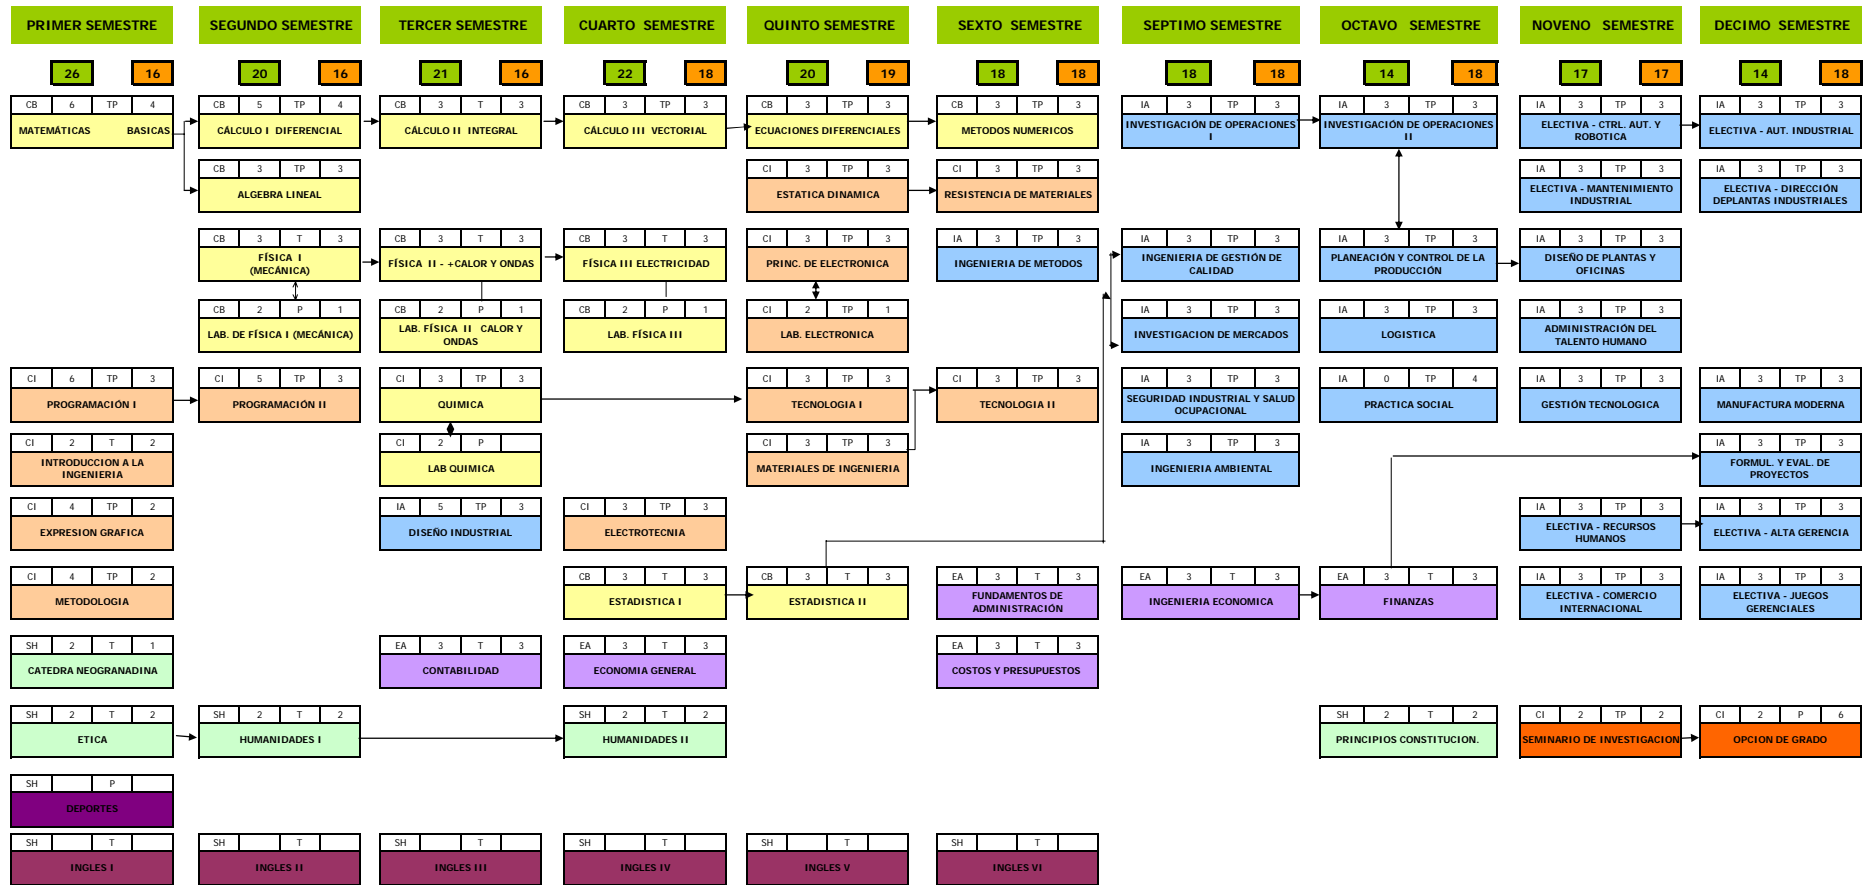 PRIMER SEMESTRE SEGUNDO SEMESTRE TERCER SEMESTRE CUARTO SEMESTRE QUINTO SEMESTRE SEXTO SEMESTRE SEPTIMO SEMESTRE OCTAVO SEMESTRE NOVENO SEMESTRE DECIMO SEMESTRE
26 16 20 16 21 16 22 18 20 19 18 18 18 18 14 18 17 17 14 18
CB 6 TP 4 CB 5 TP 4 CB 3 T 3 CB 3 TP 3 CB 3 TP 3 CB 3 TP 3 IA 3 TP 3 IA 3 TP 3 IA 3 TP 3 IA 3 TP 3
MATEMÁTICAS BASICAS CÁLCULO I DIFERENCIAL CÁLCULO II INTEGRAL CÁLCULO III VECTORIAL ECUACIONES DIFERENCIALES METODOS NUMERICOS INVESTIGACIÓN DE OPERACIONES I INVESTIGACIÓN DE OPERACIONES II ELECTIVA - CTRL. AUT. Y ROBOTICA ELECTIVA - AUT. INDUSTRIAL
CB 3 TP 3 CI 3 TP 3 CI 3 TP 3 IA 3 TP 3 IA 3 TP 3
ALGEBRA LINEAL ESTATICA DINAMICA RESISTENCIA DE MATERIALES ELECTIVA - MANTENIMIENTO INDUSTRIAL ELECTIVA - DIRECCIÓN DEPLANTAS INDUSTRIALES
CB 3 T 3 CB 3 T 3 CB 3 T 3 CI 3 TP 3 IA 3 TP 3 IA 3 TP 3 IA 3 TP 3 IA 3 TP 3
FÍSICA I (MECÁNICA) FÍSICA II - +CALOR Y ONDAS FÍSICA III ELECTRICIDAD PRINC. DE ELECTRONICA INGENIERIA DE METODOS INGENIERIA DE GESTIÓN DE CALIDAD PLANEACIÓN Y CONTROL DE LA PRODUCCIÓN DISEÑO DE PLANTAS Y OFICINAS
CB 2 P 1 CB 2 P 1 CB 2 P 1 CI 2 TP 1 IA 3 TP 3 IA 3 TP 3 IA 3 TP 3
LAB. DE FÍSICA I (MECÁNICA) LAB. FÍSICA II CALOR Y ONDAS LAB. FÍSICA III LAB. ELECTRONICA INVESTIGACION DE MERCADOS LOGISTICA ADMINISTRACIÓN DEL TALENTO HUMANO
CI 6 TP 3 CI 5 TP 3 CI 3 TP 3 CI 3 TP 3 CI 3 TP 3 IA 3 TP 3 IA 0 TP 4 IA 3 TP 3 IA 3 TP 3
PROGRAMACIÓN I PROGRAMACIÓN II QUIMICA TECNOLOGIA I TECNOLOGIA II SEGURIDAD INDUSTRIAL Y SALUD OCUPACIONAL PRACTICA SOCIAL GESTIÓN TECNOLOGICA MANUFACTURA MODERNA
CI 2 T 2 CI 2 P CI 3 TP 3 IA 3 TP 3 IA 3 TP 3
INTRODUCCION A LA INGENIERIA LAB QUIMICA MATERIALES DE INGENIERIA INGENIERIA AMBIENTAL FORMUL. Y EVAL. DE PROYECTOS
CI 4 TP 2 IA 5 TP 3 CI 3 TP 3 IA 3 TP 3 IA 3 TP 3
EXPRESION GRAFICA DISEÑO INDUSTRIAL ELECTROTECNIA ELECTIVA - RECURSOS HUMANOS ELECTIVA - ALTA GERENCIA
CI 4 TP 2 CB 3 T 3 CB 3 T 3 EA 3 T 3 EA 3 T 3 EA 3 T 3 IA 3 TP 3 IA 3 TP 3
METODOLOGIA ESTADISTICA I ESTADISTICA II FUNDAMENTOS DE ADMINISTRACIÓN INGENIERIA ECONOMICA FINANZAS ELECTIVA - COMERCIO INTERNACIONAL ELECTIVA - JUEGOS GERENCIALES
SH 2 T 1 EA 3 T 3 EA 3 T 3 EA 3 T 3
CATEDRA NEOGRANADINA CONTABILIDAD ECONOMIA GENERAL COSTOS Y PRESUPUESTOS
SH 2 T 2 SH 2 T 2 SH 2 T 2 SH 2 T 2 CI 2 TP 2 CI 2 P 6
ETICA HUMANIDADES I HUMANIDADES II PRINCIPIOS CONSTITUCION. SEMINARIO DE INVESTIGACION OPCION DE GRADO
SH P
DEPORTES
SH T SH T SH T SH T SH T SH T
INGLES I INGLES II INGLES III INGLES IV INGLES V INGLES VI